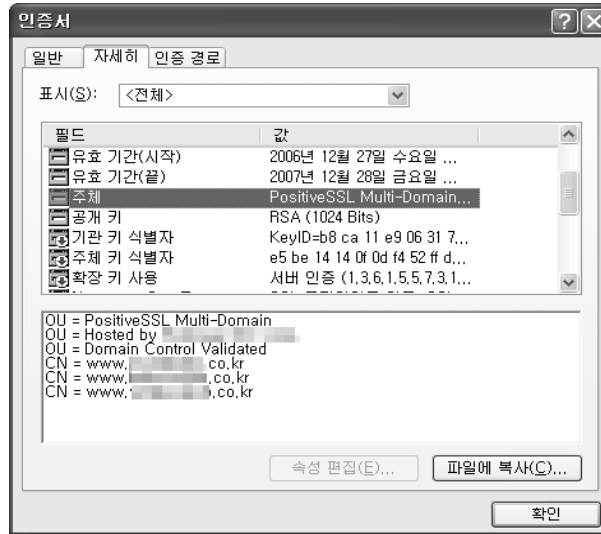 인증서
일반 자세히 인증 경로
표시(S): <전체>
필드 값
유효 기간(시작) 2006년 12월 27일 수요일 ...
유효 기간(끝) 2007년 12월 28일 금요일 ...
주체 PositiveSSL Multi-Domain...
공개 키 RSA (1024 Bits)
기관 키 식별자 KeyID=b8 ca 11 e9 06 31 7...
주체 키 식별자 e5 be 14 14 0f 0d f4 52 ff d...
확장 키 사용 서버 인증 (1.3.6.1.5.5.7.3.1...
OU = PositiveSSL Multi-Domain
OU = Hosted by
OU = Domain Control Validated
CN = www. .co.kr
CN = www. .co.kr
CN = www. .co.kr
속성 편집(E)... 파일에 복사(C)...
확인